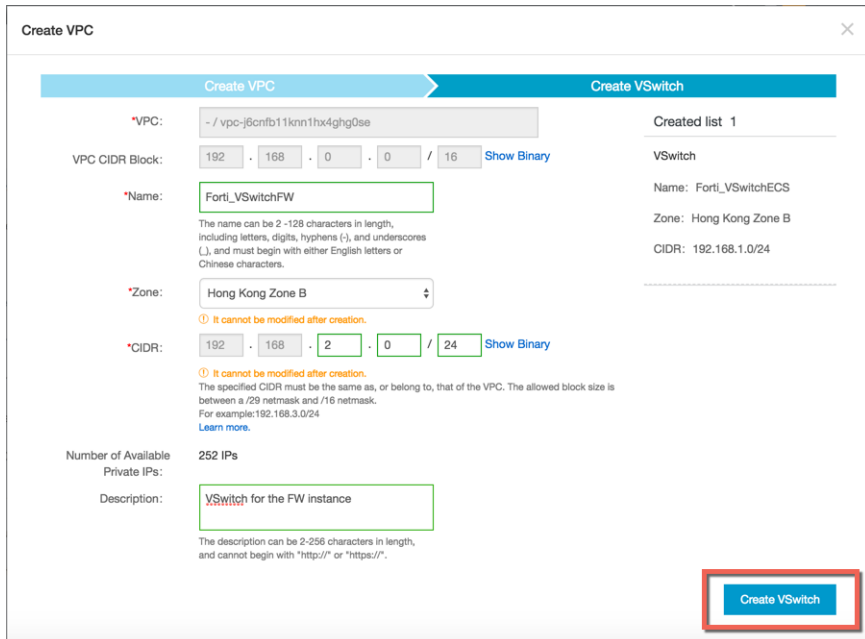 Create VPC
Create VPC
Create VSwitch
*VPC:
- / vpc-j6cnfb11knn1hx4ghg0se
VPC CIDR Block:
192 . 168 . 0 . 0 / 16 Show Binary
*Name:
Forti_VSwitchFW
The name can be 2 -128 characters in length,
including letters, digits, hyphens (-), and underscores
(_), and must begin with either English letters or
Chinese characters.
*Zone:
Hong Kong Zone B
It cannot be modified after creation.
*CIDR:
192 . 168 . 2 . 0 / 24 Show Binary
It cannot be modified after creation.
The specified CIDR must be the same as, or belong to, that of the VPC. The allowed block size is
between a /29 netmask and /16 netmask.
For example:192.168.3.0/24
Learn more.
Number of Available
Private IPs:
252 IPs
Description:
VSwitch for the FW instance
The description can be 2-256 characters in length,
and cannot begin with "http://" or "https://".
Created list 1
VSwitch
Name: Forti_VSwitchECS
Zone: Hong Kong Zone B
CIDR: 192.168.1.0/24
Create VSwitch